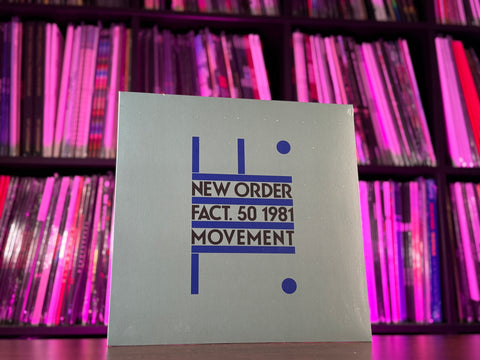 NEW ORDER
FACT. 50 1981
MOVEMENT